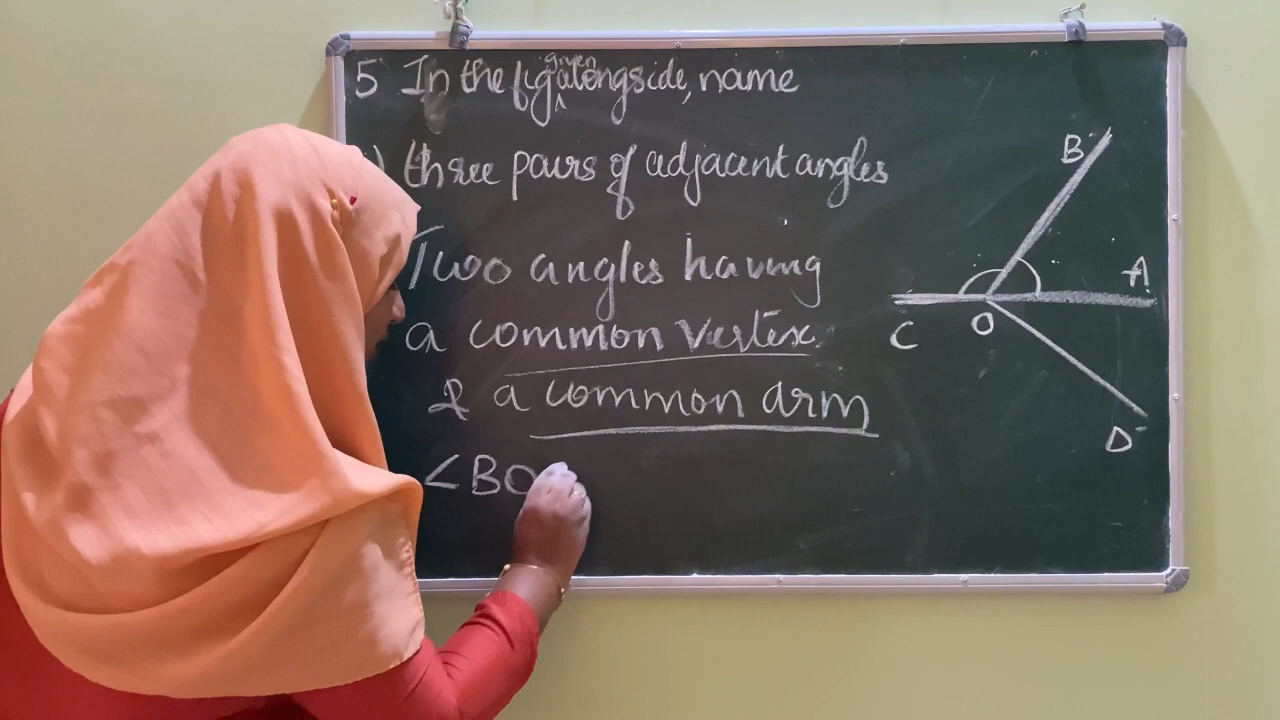 5 In the fig given alongside, name
) three pairs of adjacent angles
Two angles having
a common vertex
& a common arm
∠BO
B
A
C
O
D